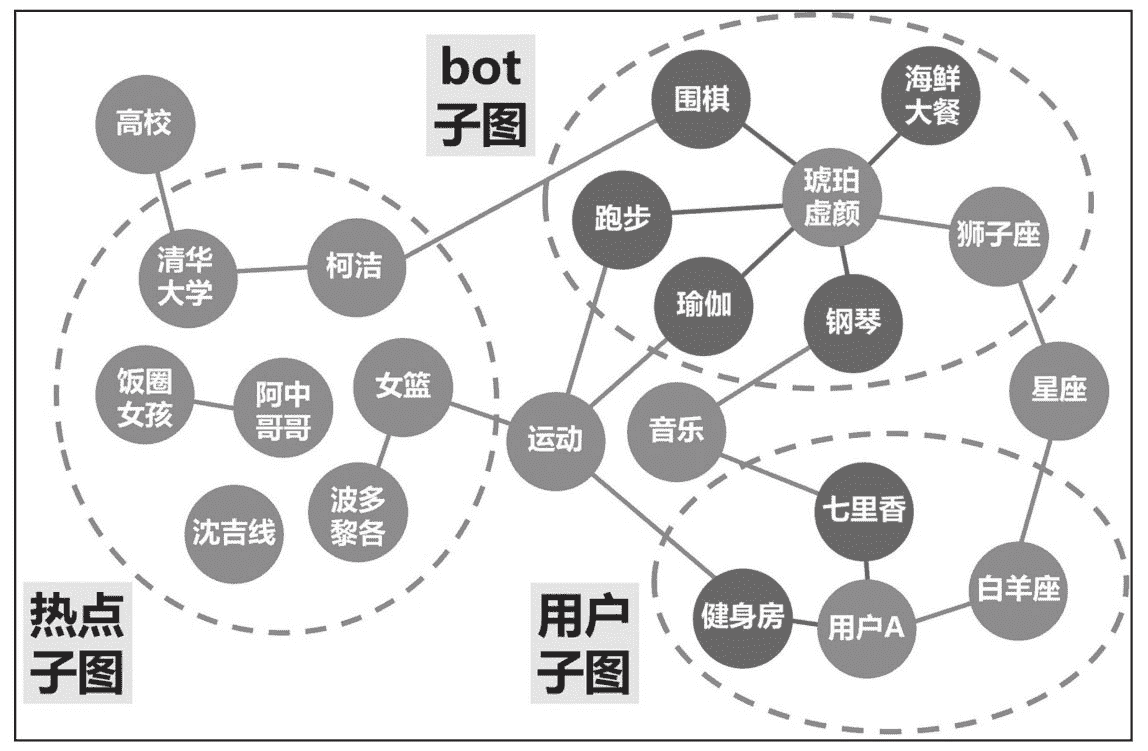 bot
子图
高校
围棋
海鲜
大餐
琥珀
虚颜
跑步
狮子座
清华
大学
柯洁
瑜伽
钢琴
饭圈
女孩
阿中
哥哥
女篮
星座
运动
音乐
沈吉线
波多
黎各
七里香
白羊座
健身房
用户A
热点
子图
用户
子图